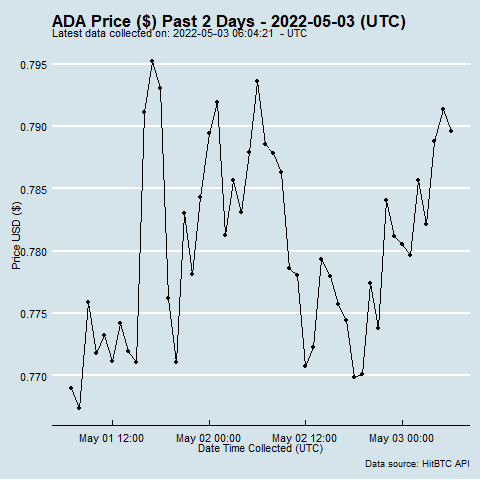 ADA Price ($) Past 2 Days - 2022-05-03 (UTC)
Latest data collected on: 2022-05-03 06:04:21 - UTC
0.795
0.790
0.785
0.780
0.775
0.770
Price USD ($)
May 01 12:00
May 02 00:00
May 02 12:00
May 03 00:00
Date Time Collected (UTC)
Data source: HitBTC API